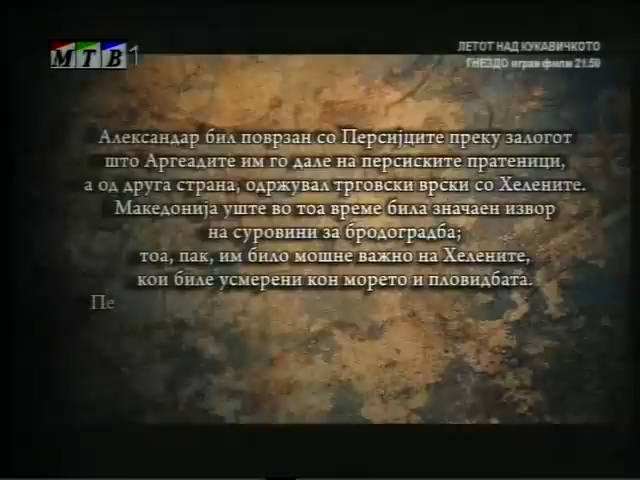 МТВ 1
ЛЕТОТ НАД КУКАВИЧКОТО
ГНЕЗДО игран филм 21.50
Александар бил поврзан со Персијците преку залогот
што Аргеадите им го дале на персиските пратеници,
а од друга страна, одржувал трговски врски со Хелените.
Македонија уште во тоа време била значаен извор
на суровини за бродоградба;
тоа, пак, им било мошне важно на Хелените,
кои биле усмерени кон морето и пловидбата.
Пе